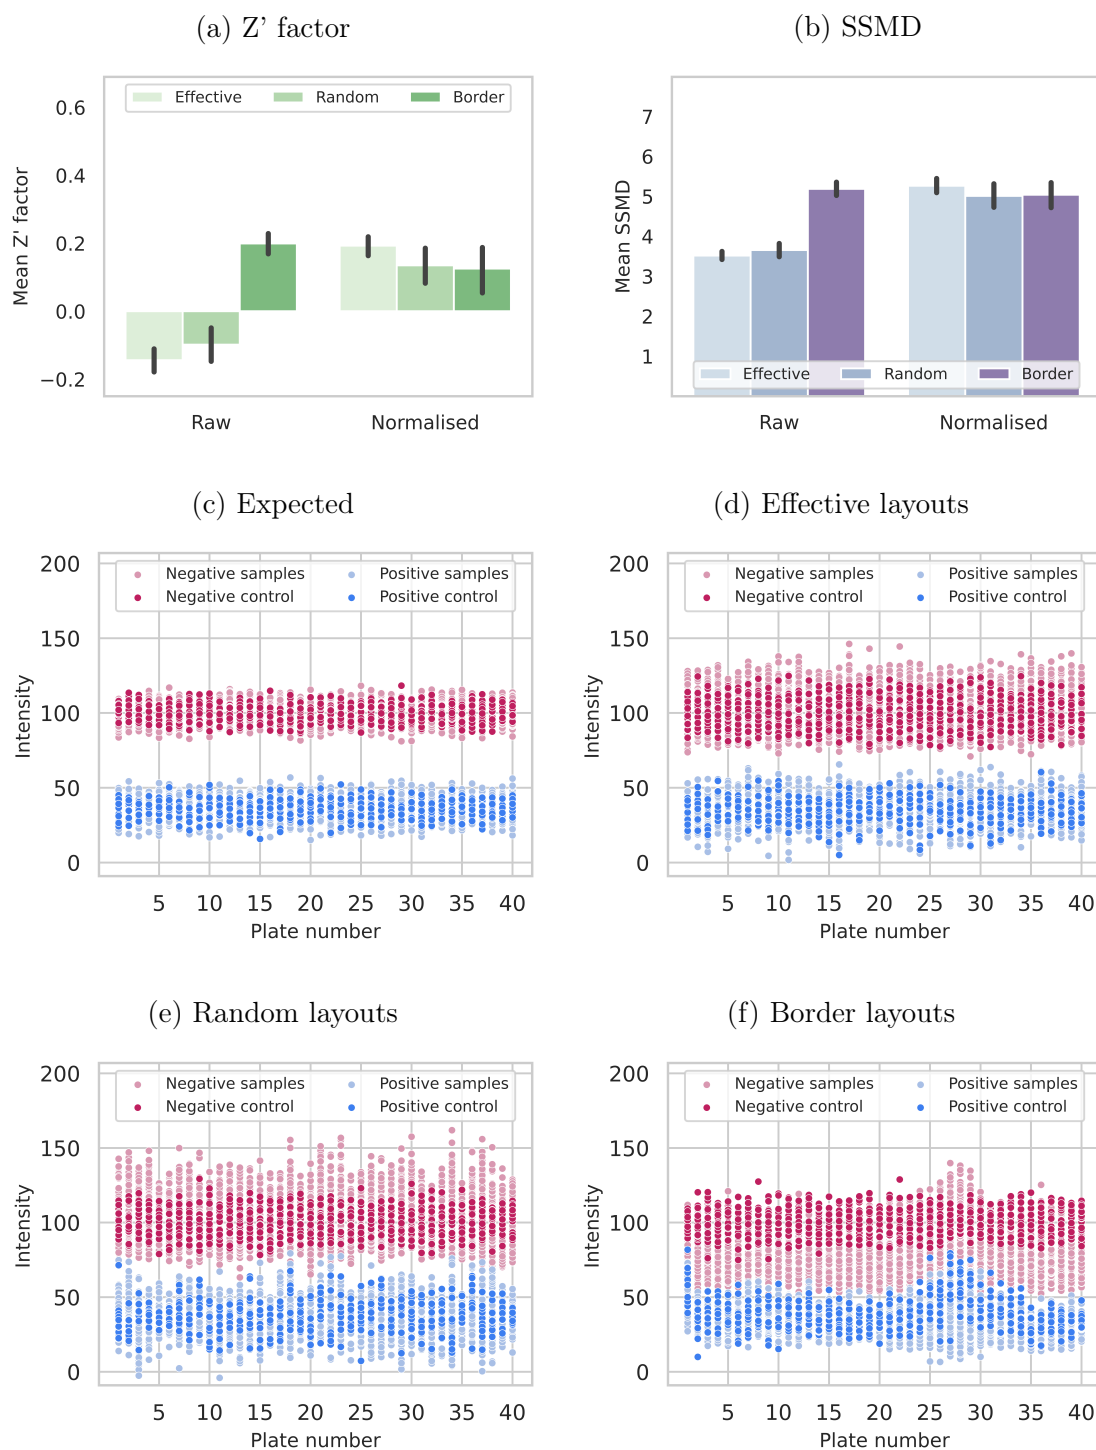 (a) Z’ factor
Mean Z' factor
0.6
0.4
0.2
0.0
−0.2
Effective Random Border
Raw Normalised
(b) SSMD
Mean SSMD
7
6
5
4
3
2
1
Effective Random Border
Raw Normalised
(c) Expected
Intensity
200
150
100
50
0
Negative samples Positive samples
Negative control Positive control
5 10 15 20 25 30 35 40
Plate number
(d) Effective layouts
Intensity
200
150
100
50
0
Negative samples Positive samples
Negative control Positive control
5 10 15 20 25 30 35 40
Plate number
(e) Random layouts
Intensity
200
150
100
50
0
Negative samples Positive samples
Negative control Positive control
5 10 15 20 25 30 35 40
Plate number
(f) Border layouts
Intensity
200
150
100
50
0
Negative samples Positive samples
Negative control Positive control
5 10 15 20 25 30 35 40
Plate number